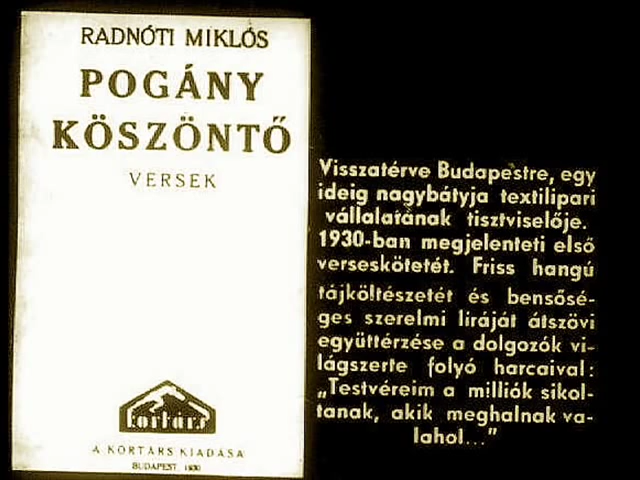 RADNÓTI MIKLÓS
POGÁNY
KÖSZÖNTŐ
VERSEK
kortárs
A KORTÁRS KIADÁSA
BUDAPEST, 1930
Visszatérve Budapestre, egy
ideig nagybátyja textilipari
vállalatának tisztviselője.
1930-ban megjelenteti első
verseskötetét. Friss hangú
tájköltészetét és bensősé-
ges szerelmi líráját átszövi
együttérzése a dolgozók vi-
lágszerte folyó harcaival:
„Testvéreim a milliók sikol-
tanak, akik meghalnak va-
lahol..."